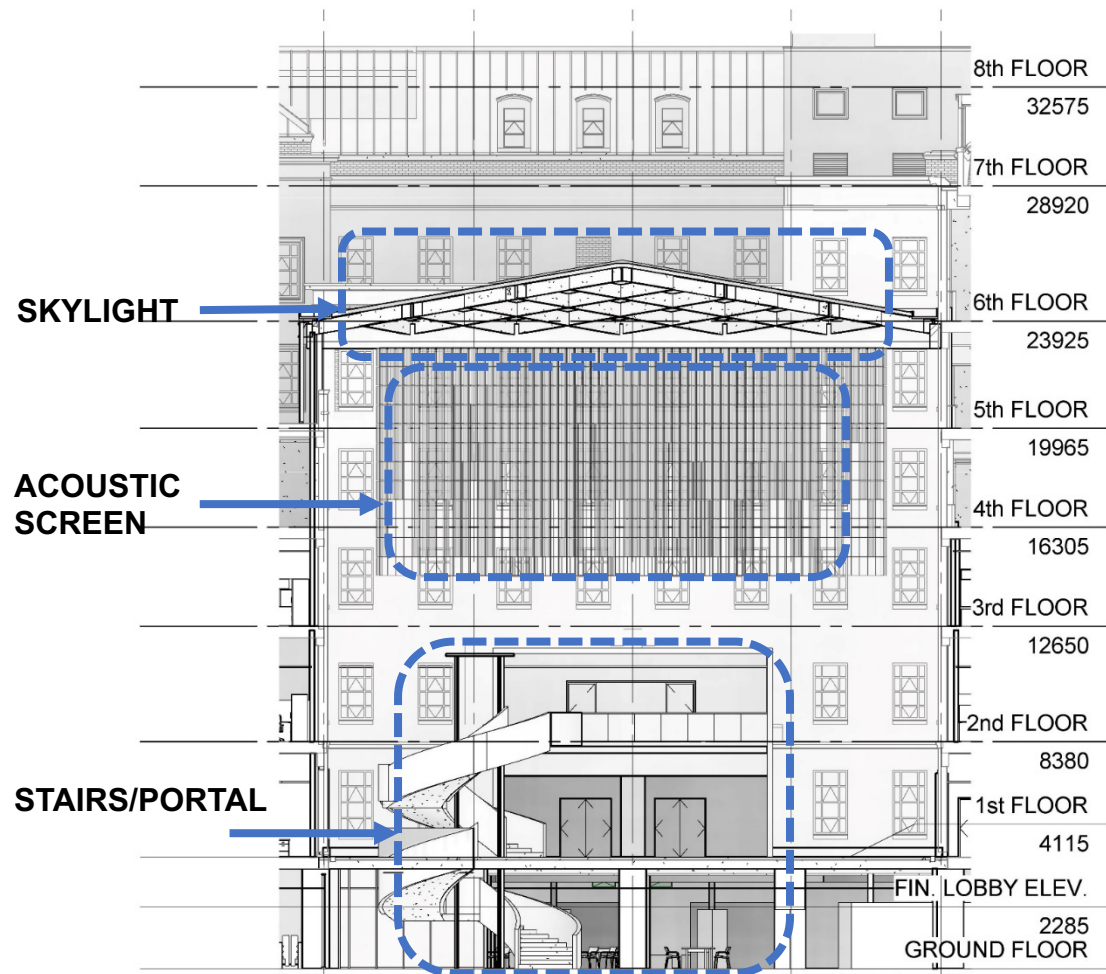 8th FLOOR
32575
7th FLOOR
28920
SKYLIGHT
6th FLOOR
23925
5th FLOOR
19965
ACOUSTIC
SCREEN
4th FLOOR
16305
3rd FLOOR
12650
2nd FLOOR
8380
STAIRS/PORTAL
1st FLOOR
4115
FIN. LOBBY ELEV.
2285
GROUND FLOOR